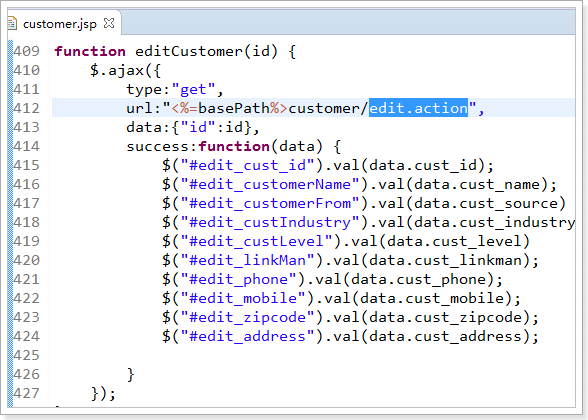 customer.jsp
409 function editCustomer(id) {
410     $.ajax({
411         type:"get",
412         url:"<%=basePath%>customer/edit.action",
413         data:{"id":id},
414         success:function(data) {
415             $("#edit_cust_id").val(data.cust_id);
416             $("#edit_customerName").val(data.cust_name);
417             $("#edit_customerFrom").val(data.cust_source)
418             $("#edit_custIndustry").val(data.cust_industry
419             $("#edit_custLevel").val(data.cust_level)
420             $("#edit_linkMan").val(data.cust_linkman);
421             $("#edit_phone").val(data.cust_phone);
422             $("#edit_mobile").val(data.cust_mobile);
423             $("#edit_zipcode").val(data.cust_zipcode);
424             $("#edit_address").val(data.cust_address);
425
426         }
427     });